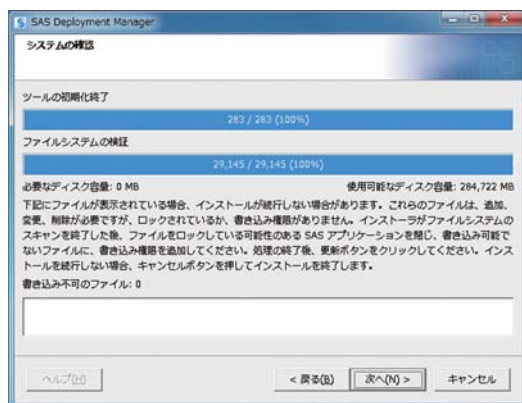 SAS Deployment Manager
システムの確認
ツールの初期化終了
283 / 283 (100%)
ファイルシステムの検証
29,145 / 29,145 (100%)
必要なディスク容量: 0 MB 使用可能なディスク容量: 284,722 MB
下記にファイルが表示されている場合、インストールが続行しない場合があります。これらのファイルは、追加、
変更、削除が必要ですが、ロックされているか、書き込み権限がありません。インストーラがファイルシステムの
スキャンを終了した後、ファイルをロックしている可能性のある SAS アプリケーションを閉じ、書き込み可能で
ないファイルに、書き込み権限を追加してください。処理の終了後、更新ボタンをクリックしてください。インス
トールを続行しない場合、キャンセルボタンを押してインストールを終了します。
書き込み不可のファイル: 0
ヘルプ(H) < 戻る(B) 次へ(N) > キャンセル